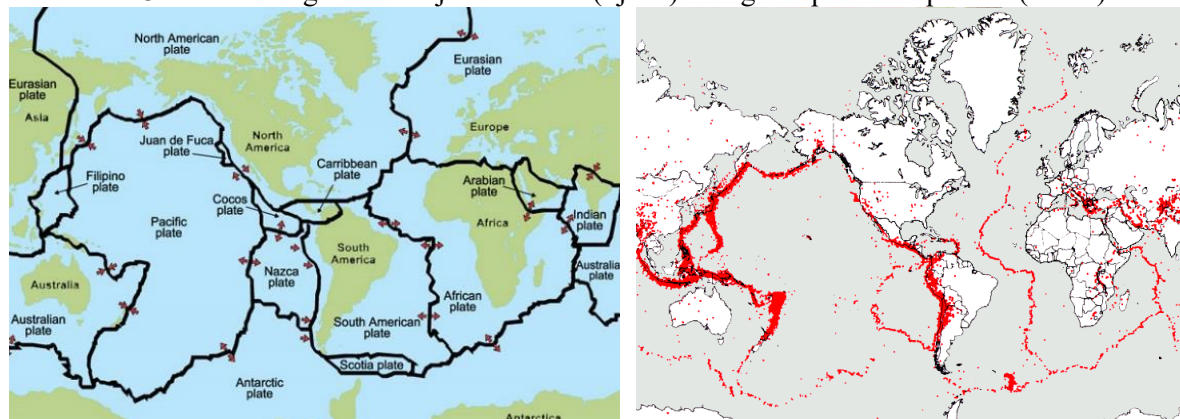 North American
plate
Eurasian
plate
Eurasian
plate
Asia
Europe
North
America
Juan de Fuca
plate
Carribbean
plate
Filipino
plate
Arabian
plate
Cocos
plate
Africa
Indian
plate
Pacific
plate
South
America
Nazca
plate
Australia
Australia
plate
African
plate
Australian
plate
South American
plate
Scotia plate
Antarctic
plate
Antarctica